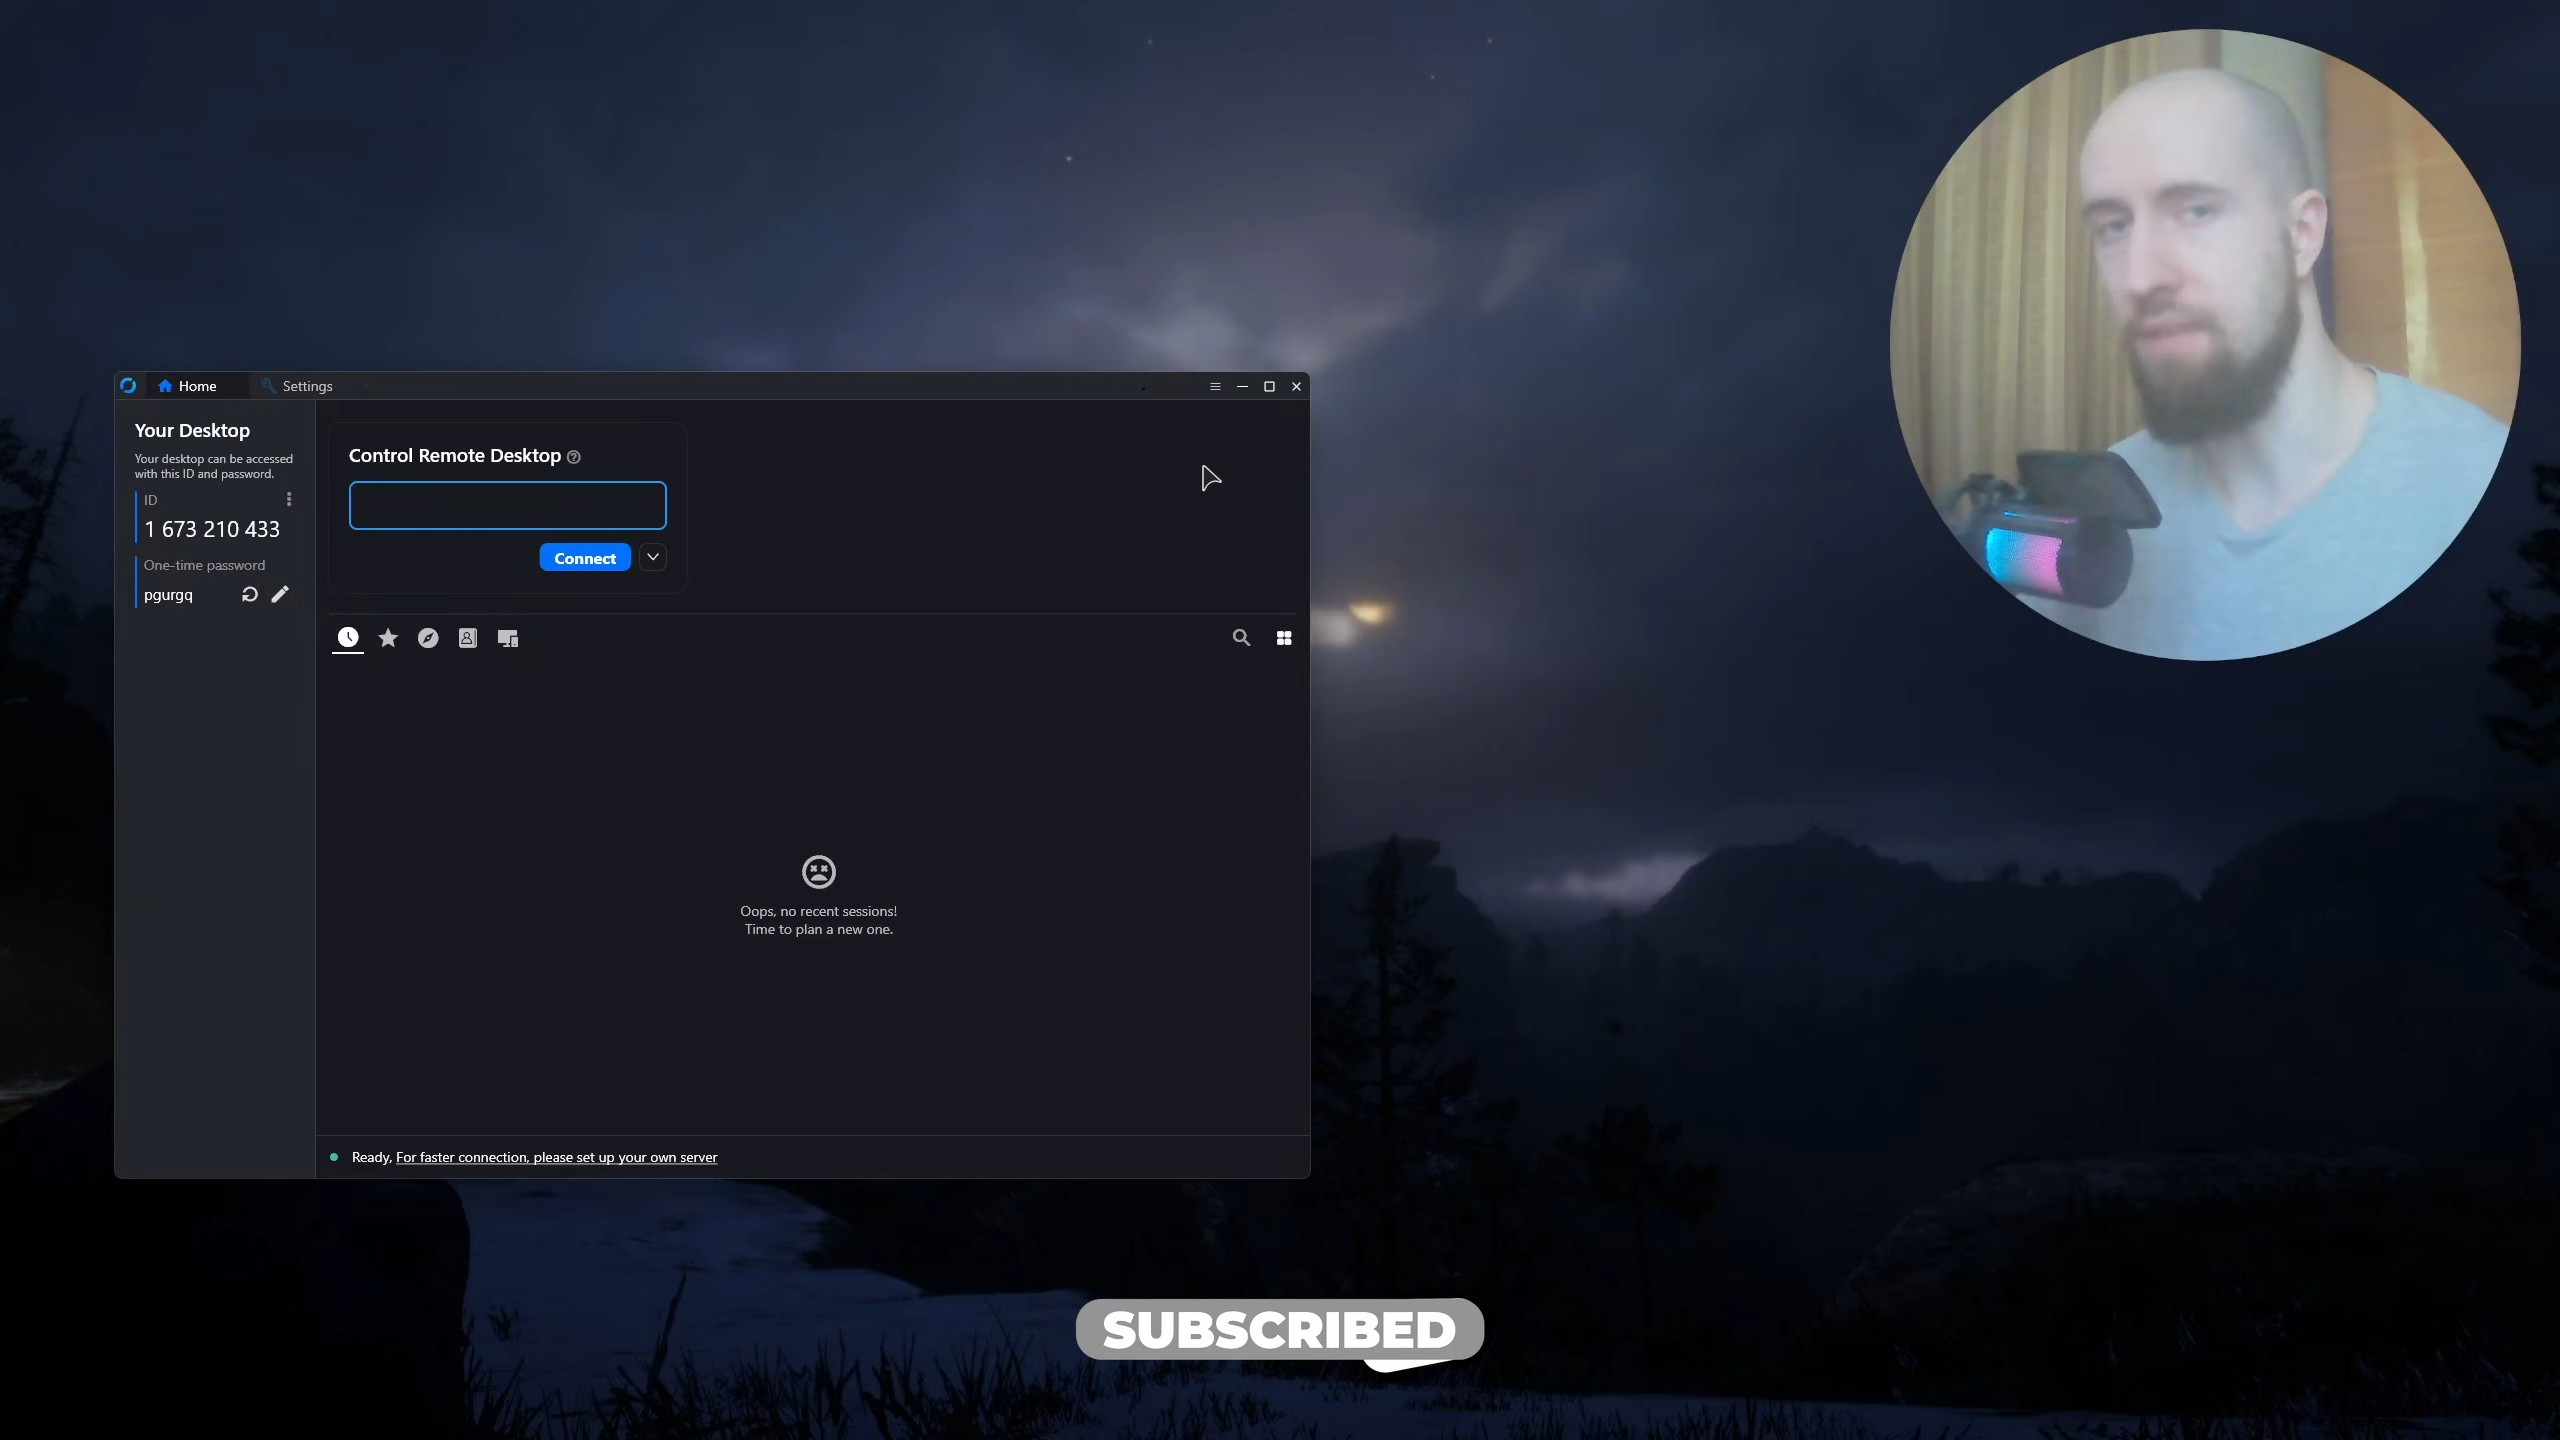 Home
Settings
Your Desktop
Your desktop can be accessed
with this ID and password.
ID
1 673 210 433
One-time password
pgurgq
Control Remote Desktop
Connect
Oops, no recent sessions!
Time to plan a new one.
Ready, For faster connection, please set up your own server
SUBSCRIBED